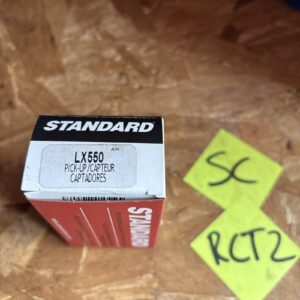 STANDARD
LX550
PICK-UP/CAPTEUR
CAPTADORES
STANDARD
SC
RCT2